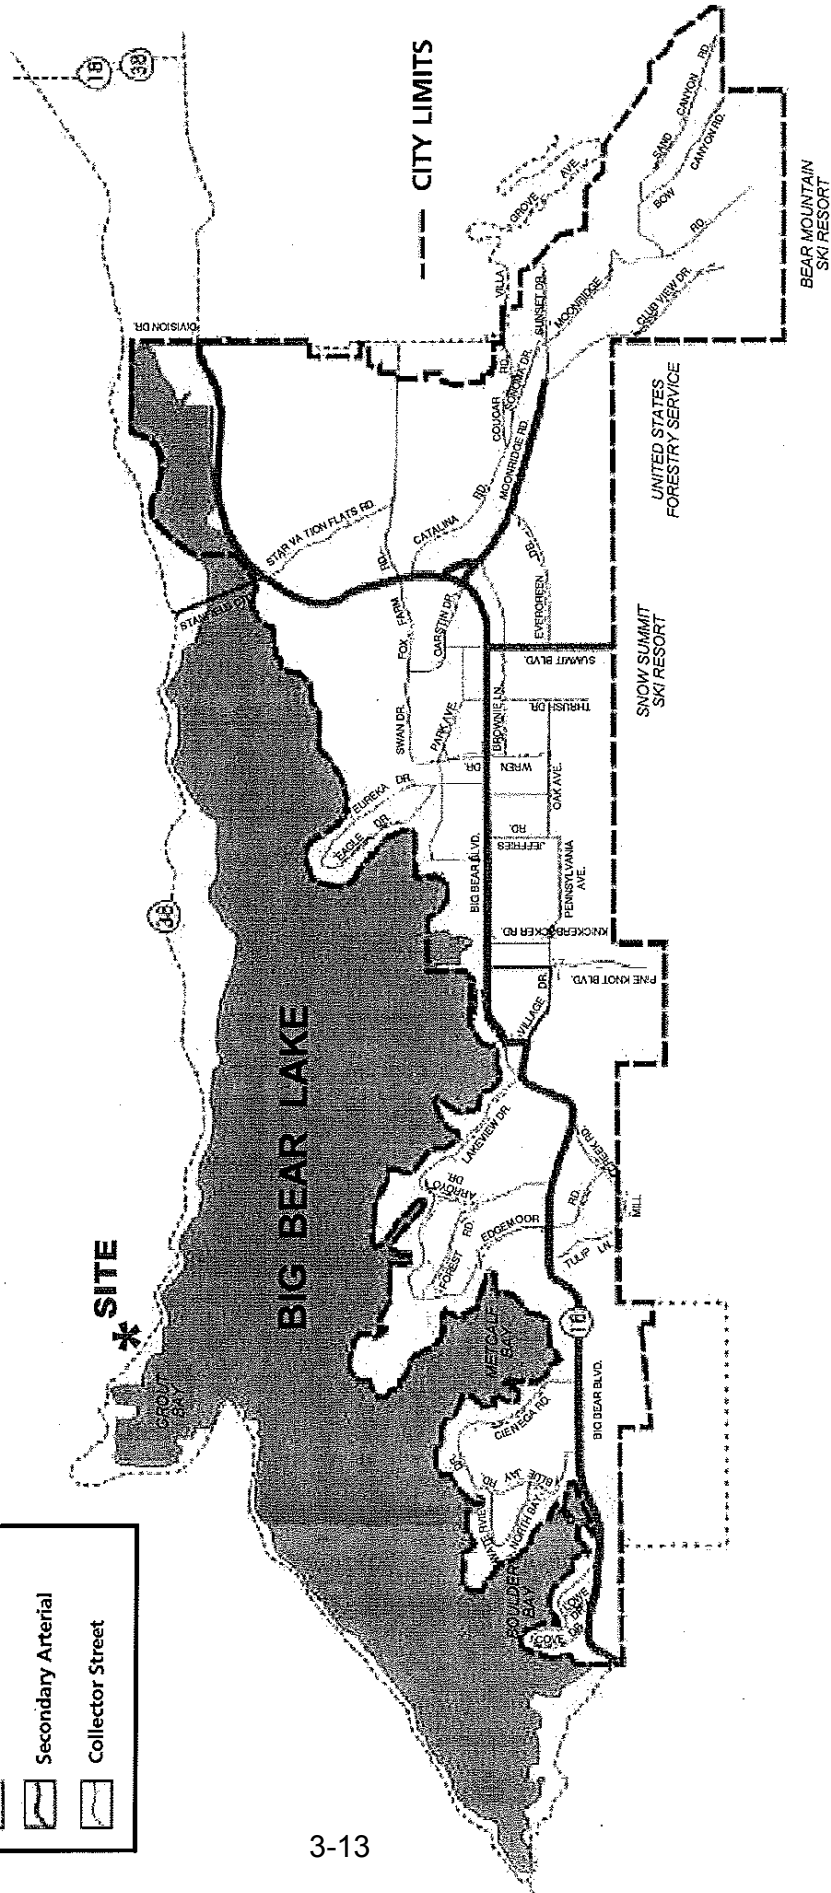 18
38
CITY LIMITS
SAND
CANYON
RD.
BOW
CANYON RD.
GROVE
AVE
RD.
BEAR MOUNTAIN
SKI RESORT
DIVISION DR.
VILLA
SUNSET DR.
MOONRIDGE
CLUB VIEW DR.
COUGAR
RD.
MOONRIDGE RD.
UNITED STATES
FORESTRY SERVICE
STARVATION FLATS RD.
CATALINA
RD.
FOX FARM RD.
GARSTIN DR.
EVERGREEN
DR.
SUMMIT BLVD.
SNOW SUMMIT
SKI RESORT
SWAN DR.
PARK AVE
BROWNIE LN.
THRUSH DR.
WREN
DR.
OAK AVE.
EUREKA DR.
EAGLE DR.
JEFFRIES
RD.
PENNSYLVANIA
AVE.
BIG BEAR BLVD.
KNICKERBOCKER RD.
38
PINE KNOT BLVD.
VILLAGE DR.
BIG BEAR LAKE
LAKEVIEW DR.
ARROYO
DR.
FOREST
RD.
EDGEMOOR
RD.
MILL
CREEK RD.
TULIP LN.
SITE
GROUT
BAY
METCALF
BAY
18
BIG BEAR BLVD.
CIENEGA RD.
BLUE JAY RD.
WATERVIEW
DR.
NORTH BAY
BOULDER
BAY
COVE
DR.
Secondary Arterial
Collector Street
3-13